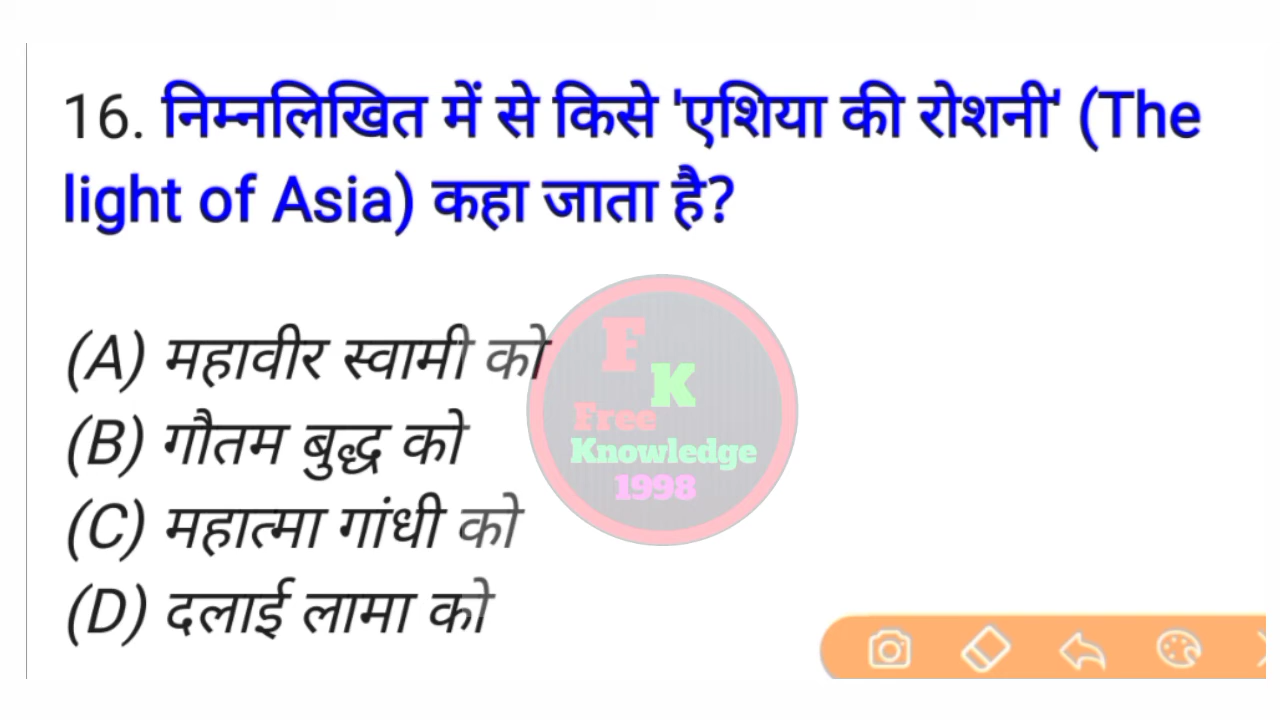 16. निम्नलिखित में से किसे 'एशिया की रोशनी' (The
light of Asia) कहा जाता है?
(A) महावीर स्वामी को
(B) गौतम बुद्ध को
(C) महात्मा गांधी को
(D) दलाई लामा को
F
K
Free
Knowledge
1998